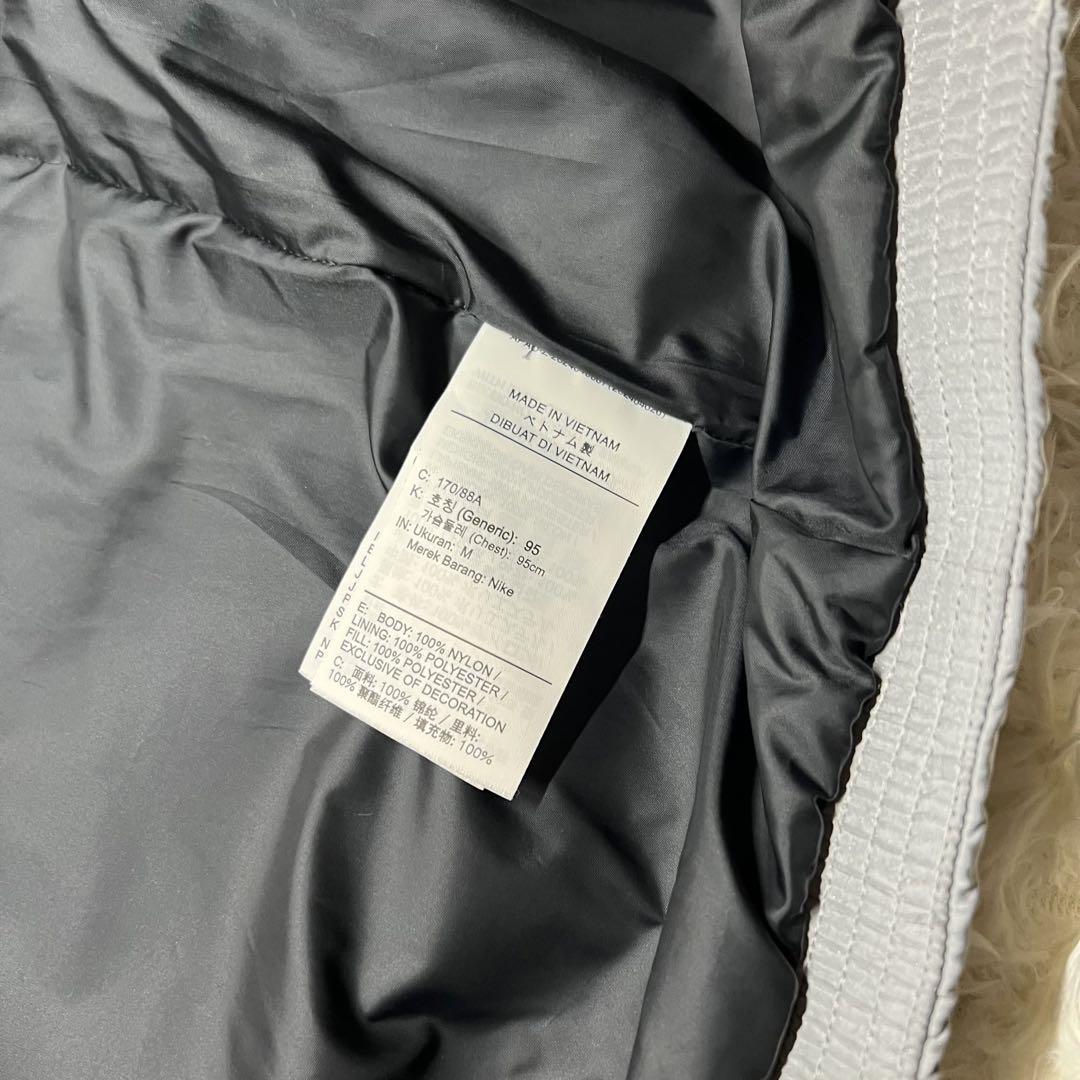 MADE IN VIETNAM
ベトナム製
DIBUAT DI VIETNAM
C: 170/88A
K: 호칭 (Generic): 95
가슴둘레 (Chest): 95cm
IN: Ukuran: M
Merek Barang: Nike
E: BODY: 100% NYLON /
LINING: 100% POLYESTER /
FILL: 100% POLYESTER /
EXCLUSIVE OF DECORATION
C: 面料: 100% 锦纶 / 里料:
100% 聚酯纤维 / 填充物: 100%